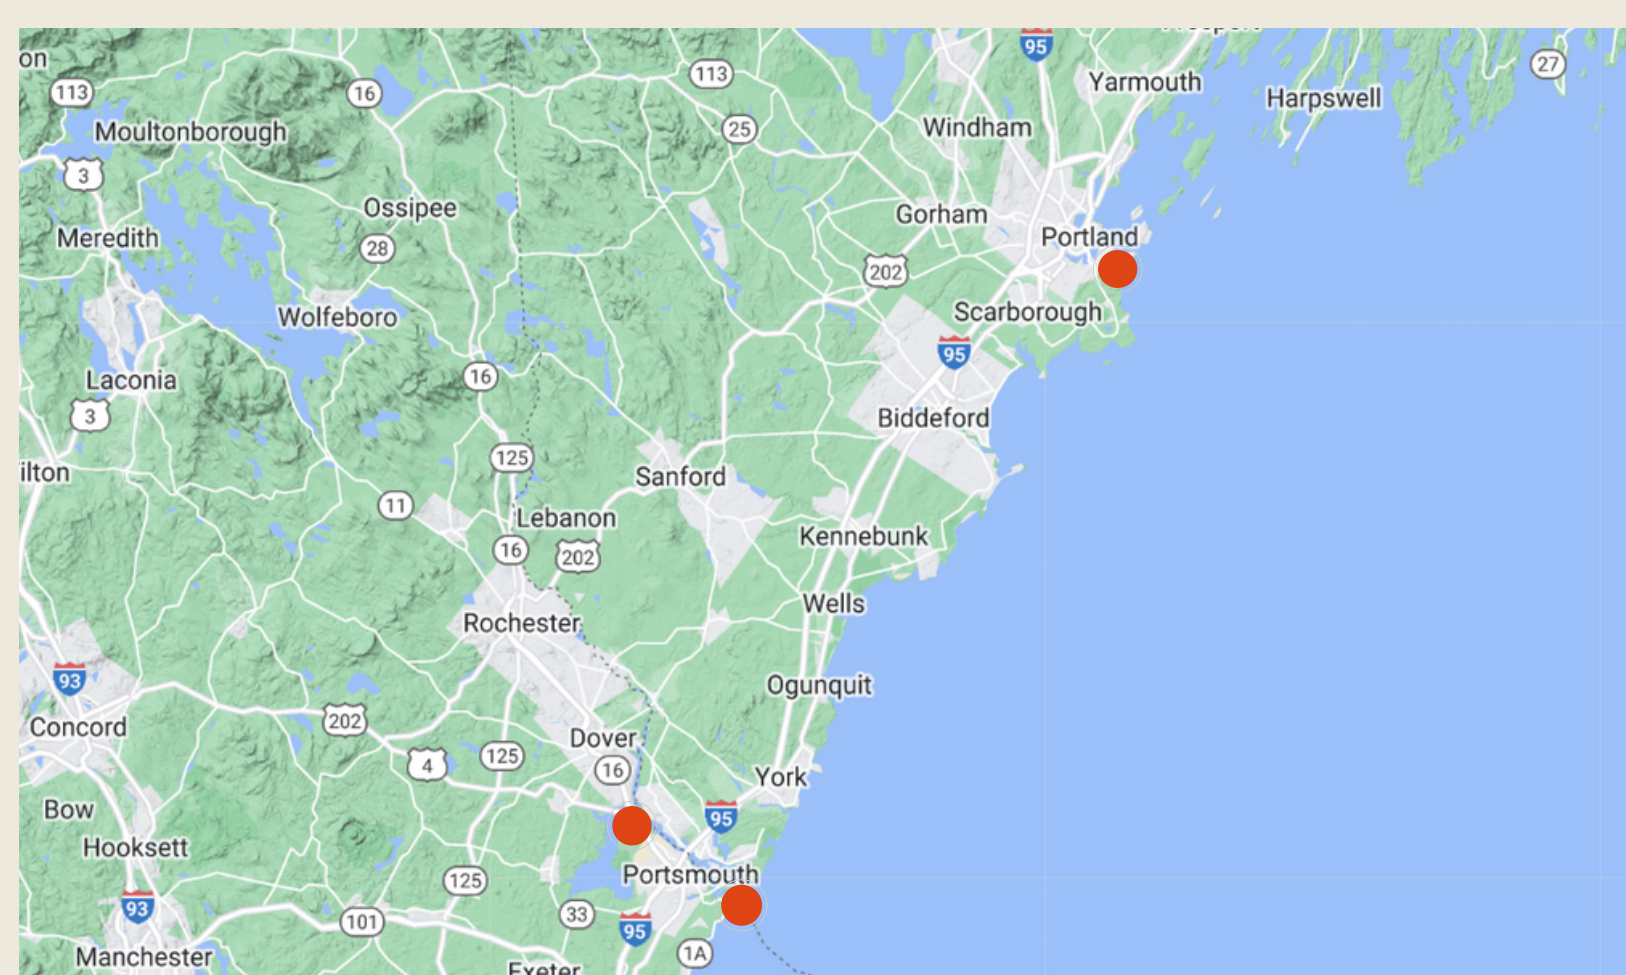 95
27
113
113
16
Yarmouth
Harpswell
25
Windham
Moultonborough
3
Ossipee
Gorham
Meredith
28
Portland
202
Wolfeboro
Scarborough
95
Laconia
16
3
Biddeford
125
Sanford
11
Lebanon
Kennebunk
16
202
Wells
Rochester
93
Ogunquit
202
Concord
Dover
125
4
16
York
Bow
95
Hooksett
Portsmouth
125
93
33
101
95
1A
Manchester
Exeter